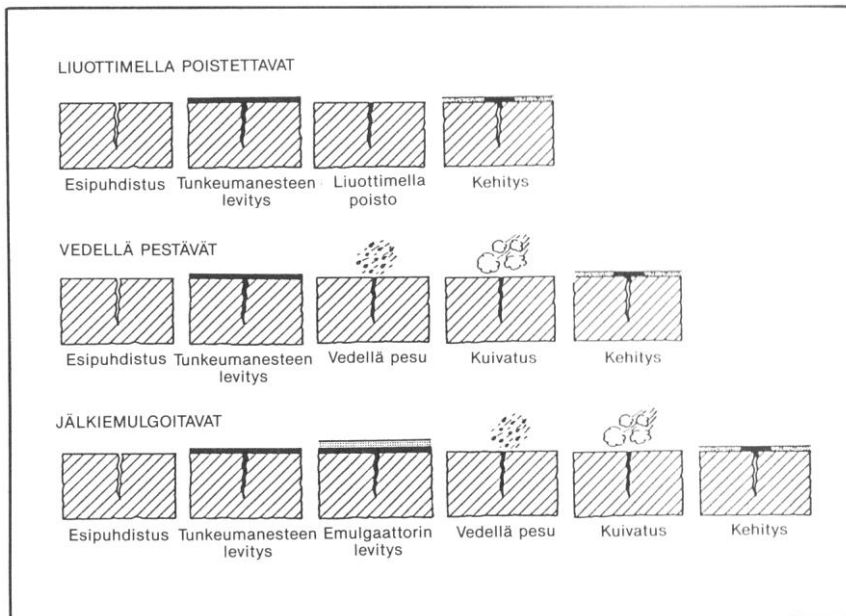 LIUOTTIMELLA POISTETTAVAT
Esipuhdistus Tunkeumanesteen Liuottimella Kehitys
levitys poisto
VEDELLÄ PESTÄVÄT
Esipuhdistus Tunkeumanesteen Vedellä pesu Kuivatus Kehitys
levitys
JÄLKIEMULGOITAVAT
Esipuhdistus Tunkeumanesteen Emulgaattorin Vedellä pesu Kuivatus Kehitys
levitys levitys